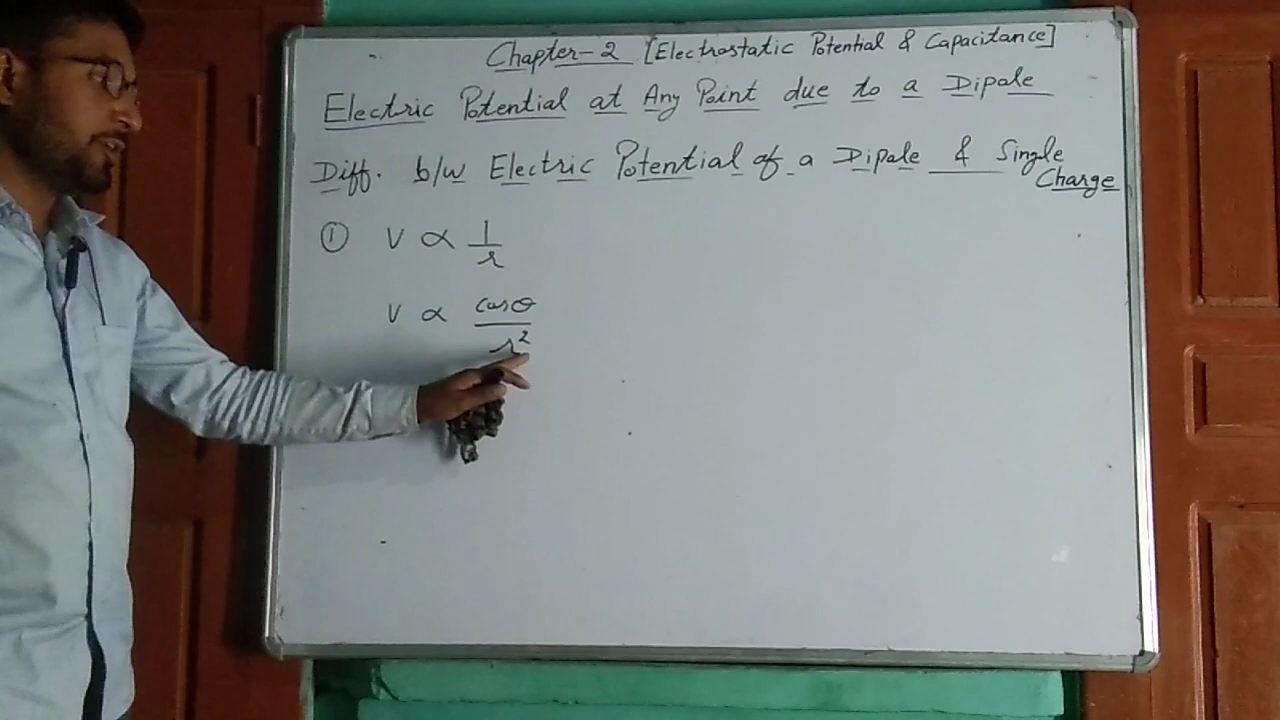 Chapter-2 [Electrostatic Potential & Capacitance]
Electric Potential at Any Point due to a Dipole
Diff. b/w Electric Potential of a Dipole & Single
Charge
① V ∝ 1/r
V ∝ cosθ/r²